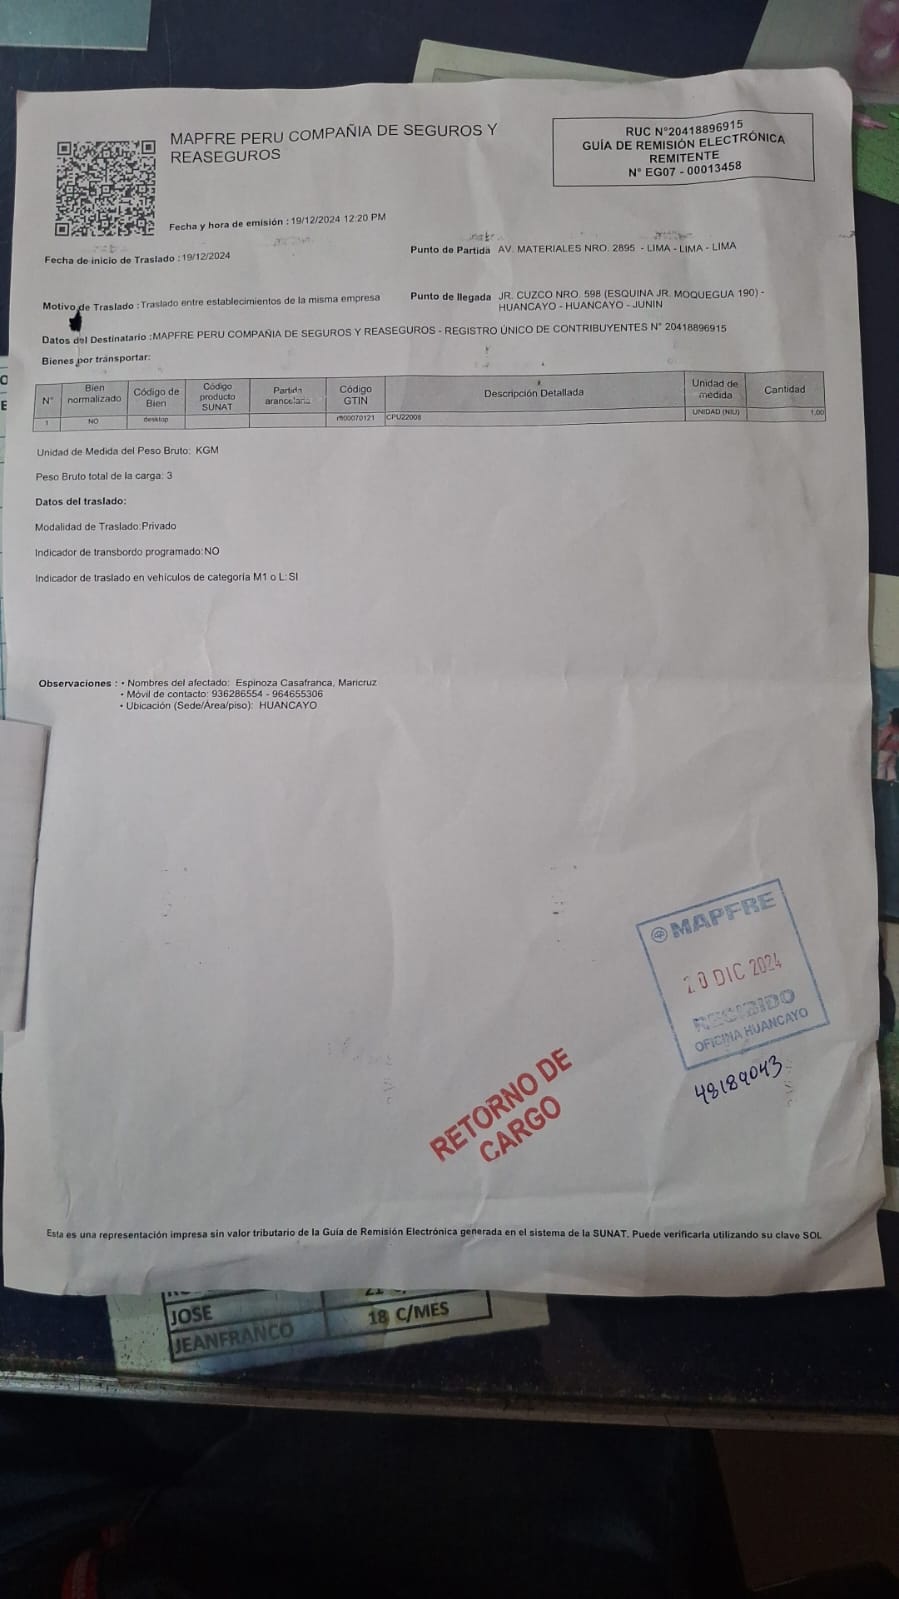 MAPFRE PERU COMPAÑIA DE SEGUROS Y
REASEGUROS
RUC N°20418896915
GUÍA DE REMISIÓN ELECTRÓNICA
REMITENTE
N° EG07 - 00013458
Fecha y hora de emisión : 19/12/2024 12:20 PM
Fecha de inicio de Traslado : 19/12/2024
Punto de Partida AV. MATERIALES NRO. 2895 - LIMA - LIMA - LIMA
Motivo de Traslado : Traslado entre establecimientos de la misma empresa
Punto de llegada JR. CUZCO NRO. 598 (ESQUINA JR. MOQUEGUA 190) -
HUANCAYO - HUANCAYO - JUNIN
Datos del Destinatario : MAPFRE PERU COMPAÑIA DE SEGUROS Y REASEGUROS - REGISTRO ÚNICO DE CONTRIBUYENTES N° 20418896915
Bienes por transportar:
N° Bien normalizado Código de Bien Código producto SUNAT Partida arancelaria Código GTIN Descripción Detallada Unidad de medida Cantidad
1 NO desktop m00070121 CPU22008 UNIDAD (NIU) 1.00
Unidad de Medida del Peso Bruto: KGM
Peso Bruto total de la carga: 3
Datos del traslado:
Modalidad de Traslado: Privado
Indicador de transbordo programado: NO
Indicador de traslado en vehículos de categoría M1 o L: SI
Observaciones : • Nombres del afectado: Espinoza Casafranca, Maricruz
• Móvil de contacto: 936286554 - 964655306
• Ubicación (Sede/Área/piso): HUANCAYO
MAPFRE
20 DIC 2024
RECIBIDO
OFICINA HUANCAYO
48189043
RETORNO DE
CARGO
Esta es una representación impresa sin valor tributario de la Guía de Remisión Electrónica generada en el sistema de la SUNAT. Puede verificarla utilizando su clave SOL
JOSE 18 C/MES
JEANFRANCO